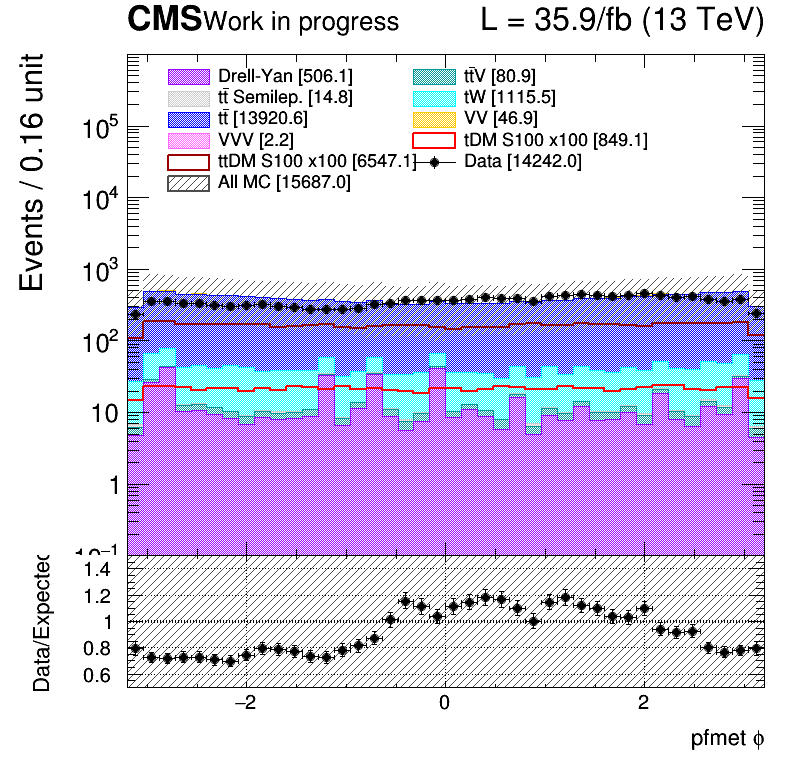 CMS Work in progress L = 35.9/fb (13 TeV)
Events / 0.16 unit
Drell-Yan [506.1] tt̄V [80.9]
tt̄ Semilep. [14.8] tW [1115.5]
tt̄ [13920.6] VV [46.9]
VVV [2.2] tDM S100 x100 [849.1]
ttDM S100 x100 [6547.1] Data [14242.0]
All MC [15687.0]
10⁵
10⁴
10³
10²
10
1
10⁻¹
Data/Expected
1.4
1.2
1
0.8
0.6
−2 0 2
pfmet ϕ